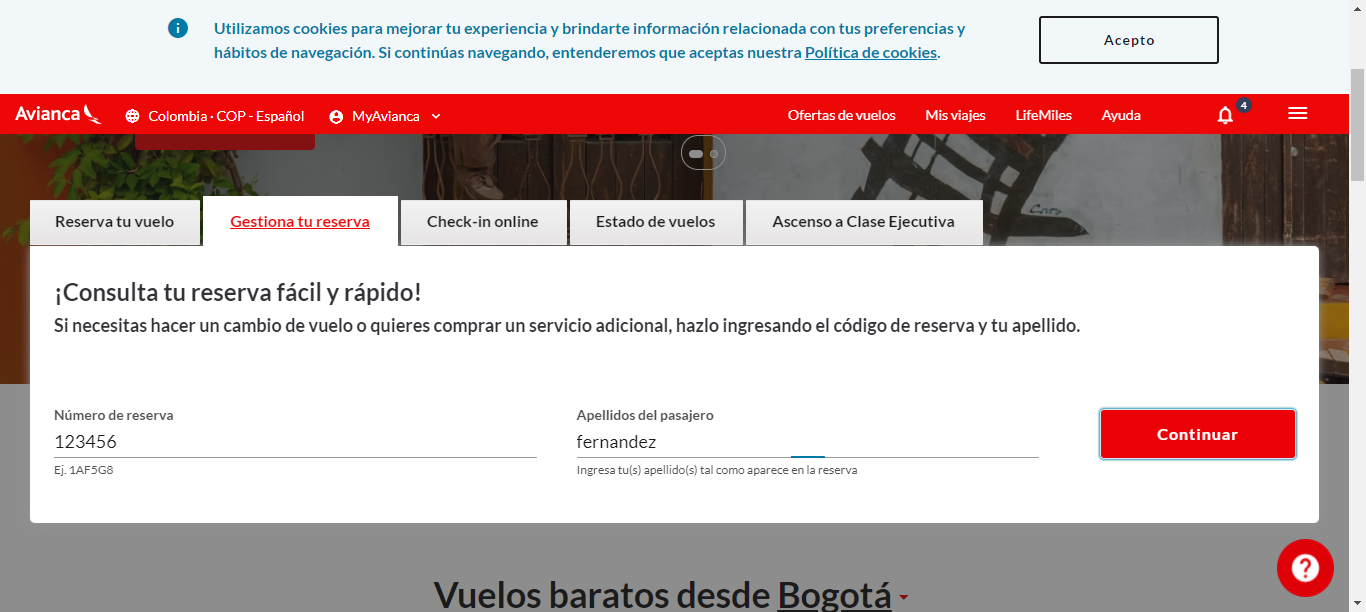 Utilizamos cookies para mejorar tu experiencia y brindarte información relacionada con tus preferencias y
hábitos de navegación. Si continúas navegando, entenderemos que aceptas nuestra Política de cookies.
Acepto
Avianca
Colombia · COP - Español
MyAvianca
Ofertas de vuelos
Mis viajes
LifeMiles
Ayuda
4
Reserva tu vuelo
Gestiona tu reserva
Check-in online
Estado de vuelos
Ascenso a Clase Ejecutiva
¡Consulta tu reserva fácil y rápido!
Si necesitas hacer un cambio de vuelo o quieres comprar un servicio adicional, hazlo ingresando el código de reserva y tu apellido.
Número de reserva
123456
Ej. 1AF5G8
Apellidos del pasajero
fernandez
Ingresa tu(s) apellido(s) tal como aparece en la reserva
Continuar
?
Vuelos baratos desde Bogotá